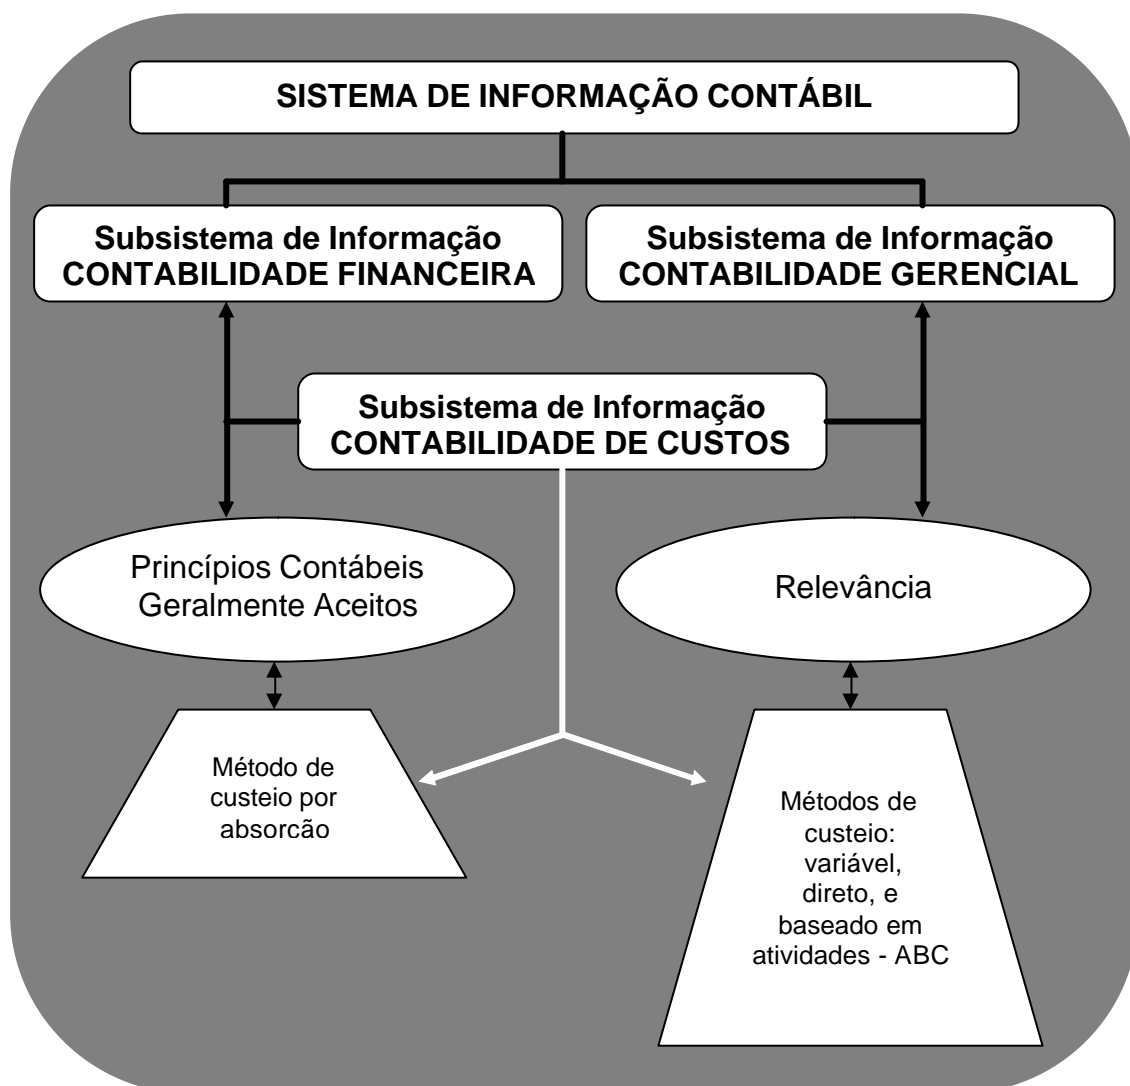 SISTEMA DE INFORMAÇÃO CONTÁBIL
Subsistema de Informação
CONTABILIDADE FINANCEIRA
Subsistema de Informação
CONTABILIDADE GERENCIAL
Subsistema de Informação
CONTABILIDADE DE CUSTOS
Princípios Contábeis
Geralmente Aceitos
Relevância
Método de
custeio por
absorcão
Métodos de
custeio:
variável,
direto, e
baseado em
atividades - ABC